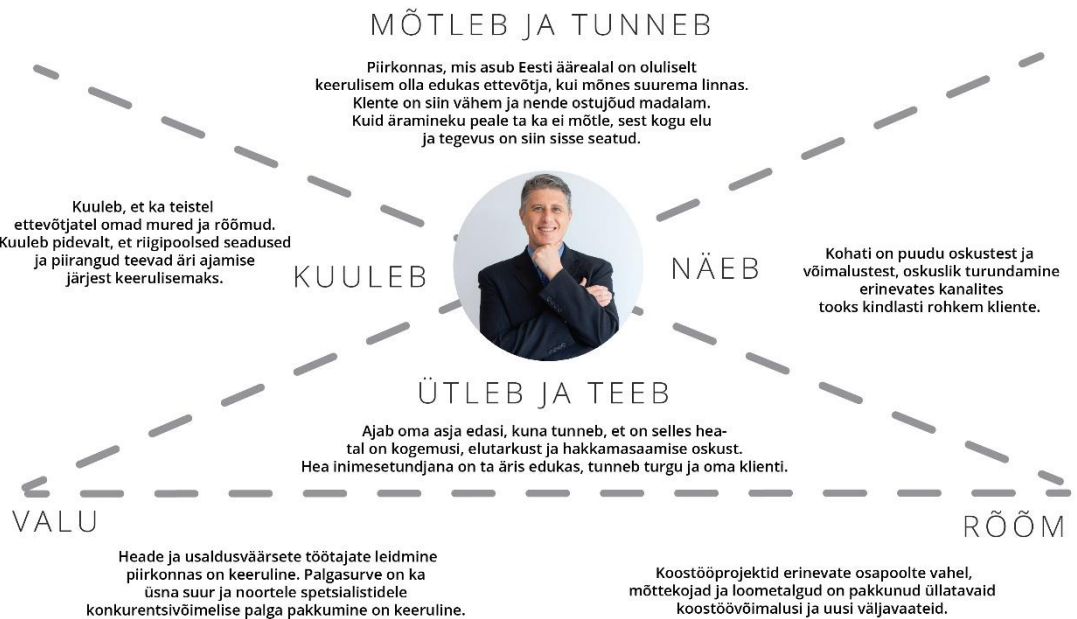 MÕTLEB JA TUNNEB
Piirkonnas, mis asub Eesti äärealal on oluliselt
keerulisem olla edukas ettevõtja, kui mõnes suurema linnas.
Klente on siin vähem ja nende ostujõud madalam.
Kuid äramineku peale ta ka ei mõtle, sest kogu elu
ja tegevus on siin sisse seatud.
Kuuleb, et ka teistel
ettevõtjatel omad mured ja rõõmud.
Kuuleb pidevalt, et riigipoolsed seadused
ja piirangud teevad äri ajamise
järjest keerulisemaks.
KUULEB
NÄEB
Kohati on puudu oskustest ja
võimalustest, oskuslik turundamine
erinevates kanalites
tooks kindlasti rohkem kliente.
ÜTLEB JA TEEB
Ajab oma asja edasi, kuna tunneb, et on selles hea-
tal on kogemusi, elutarkust ja hakkamasaamise oskust.
Hea inimesetundjana on ta äris edukas, tunneb turgu ja oma klienti.
VALU
Heade ja usaldusväärsete töötajate leidmine
piirkonnas on keeruline. Palgasurve on ka
üsna suur ja noortele spetsialistidele
konkurentsivõimelise palga pakkumine on keeruline.
RÕÕM
Koostööprojektid erinevate osapoolte vahel,
mõttekojad ja loometalgud on pakkunud üllatavaid
koostöövõimalusi ja uusi väljavaateid.